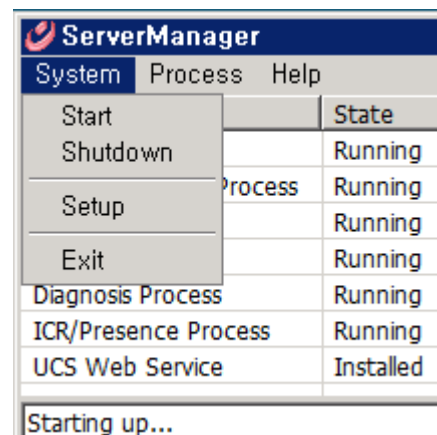 ServerManager
System Process Help
Start
State
Shutdown
Running
Process
Running
Setup
Running
Exit
Running
Diagnosis Process
Running
ICR/Presence Process
Running
UCS Web Service
Installed
Starting up...